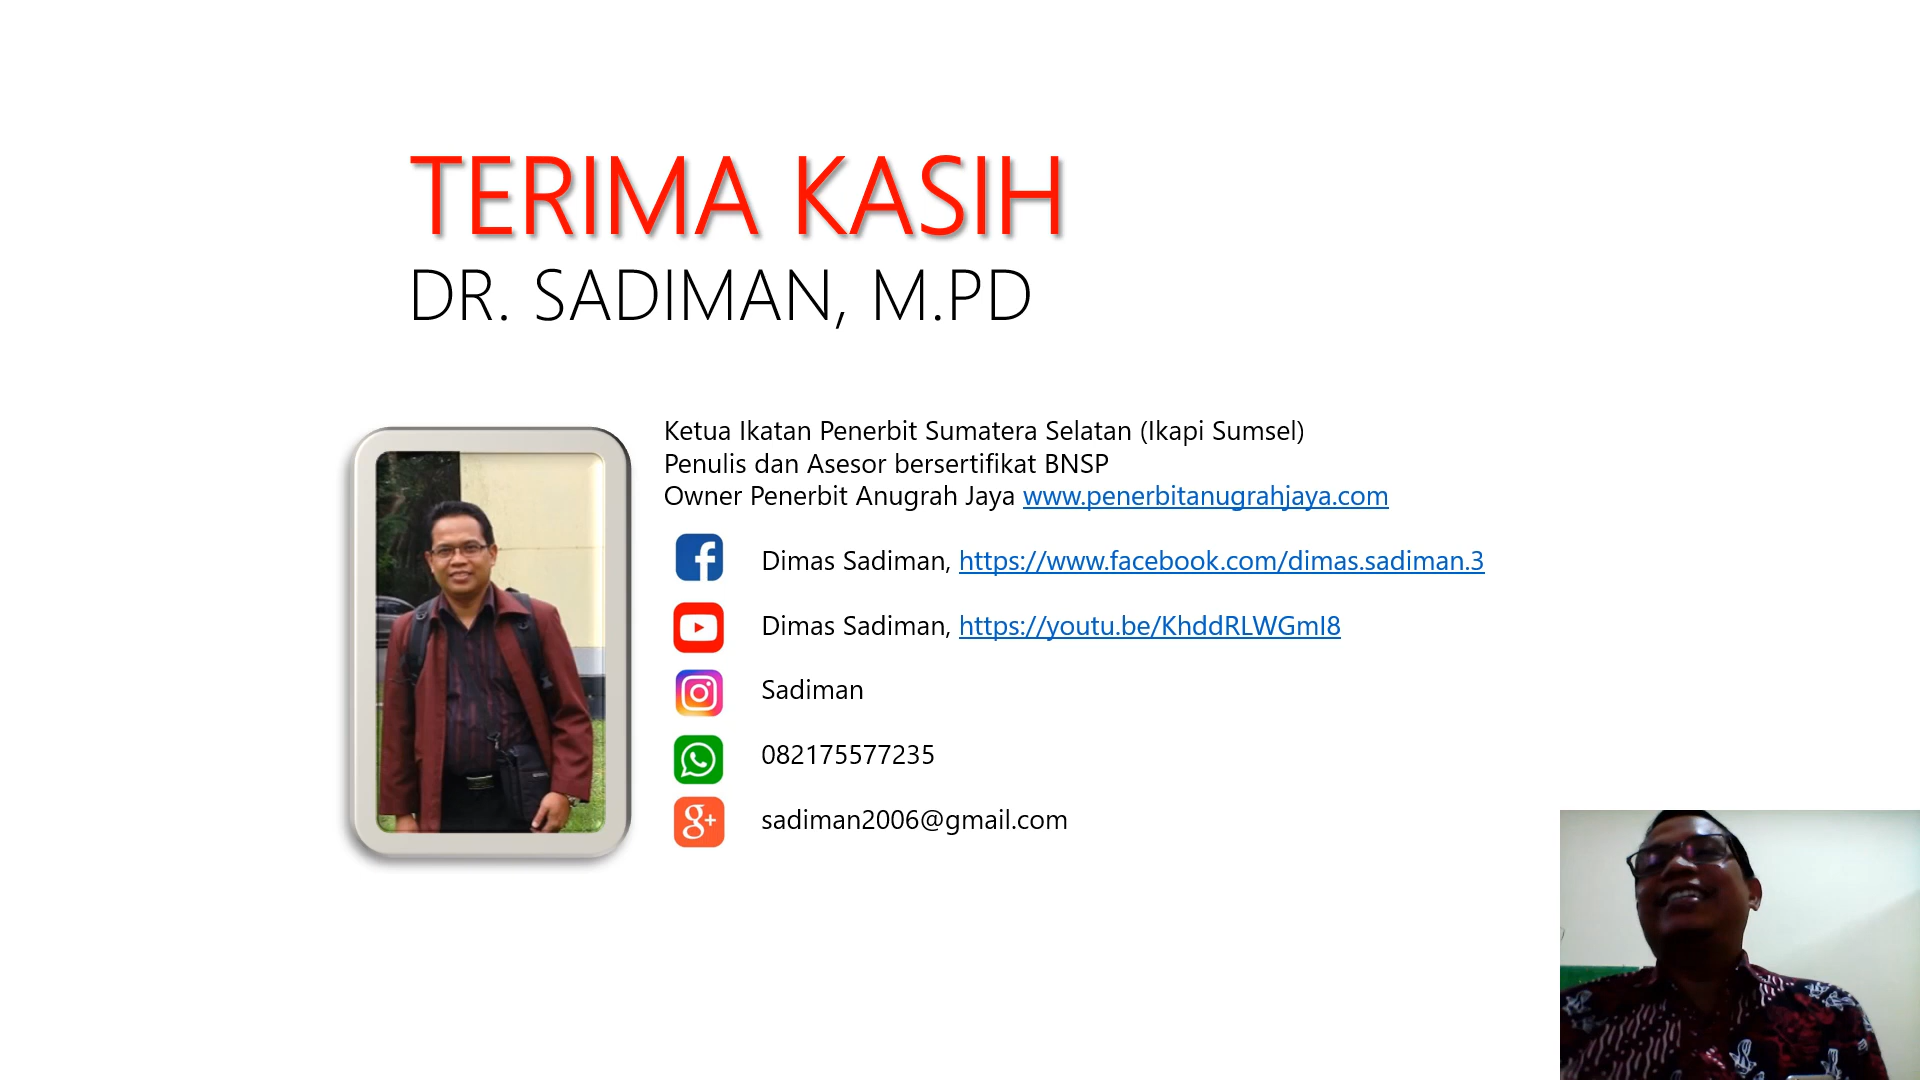 TERIMA KASIH
DR. SADIMAN, M.PD
Ketua Ikatan Penerbit Sumatera Selatan (Ikapi Sumsel)
Penulis dan Asesor bersertifikat BNSP
Owner Penerbit Anugrah Jaya www.penerbitanugrahjaya.com
Dimas Sadiman, https://www.facebook.com/dimas.sadiman.3
Dimas Sadiman, https://youtu.be/KhddRLWGmI8
Sadiman
082175577235
g+ sadiman2006@gmail.com